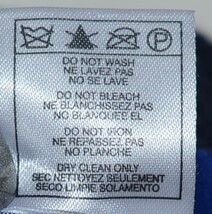 P
DO NOT WASH
NE LAVEZ PAS
NO SE LAVE
DO NOT BLEACH
NE BLANCHISSEZ PAS
NO BLANQUEE EL
DO NOT IRON
NE REPASSEZ PAS
NO PLANCHE
DRY CLEAN ONLY
SEC NETTOYEZ SEULEMENT
SECO LIMPIE SOLAMENTO